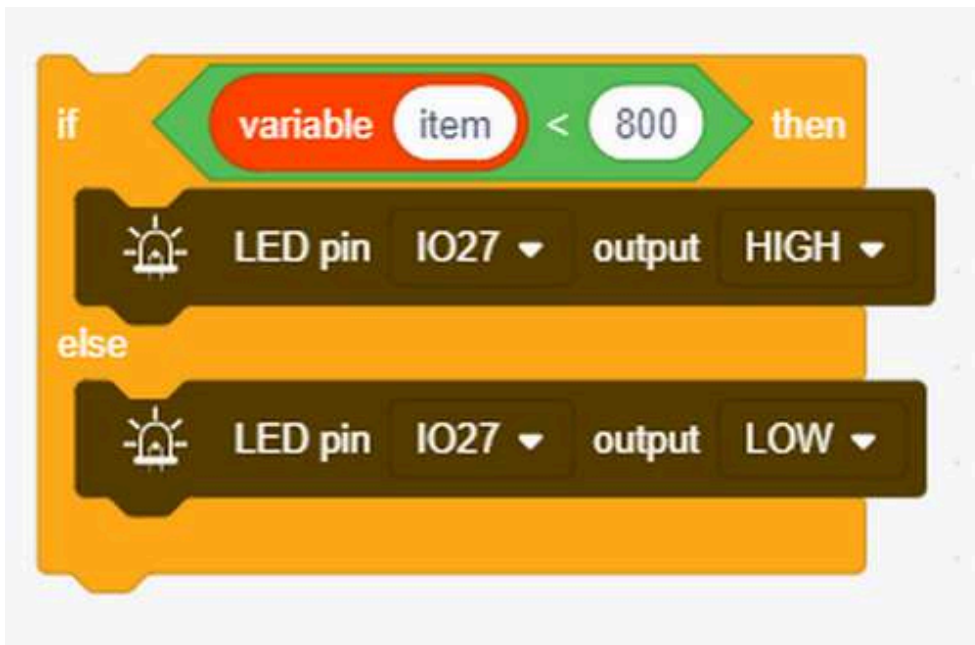 if variable item < 800 then
LED pin IO27 output HIGH
else
LED pin IO27 output LOW